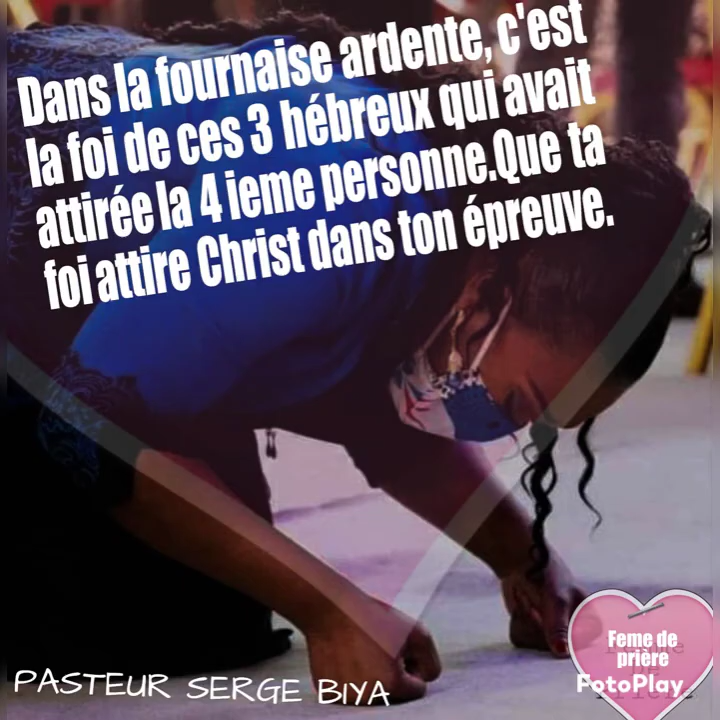 Dans la fournaise ardente, c'est
la foi de ces 3 hébreux qui avait
attirée la 4 ieme personne.Que ta
foi attire Christ dans ton épreuve.
Feme de
prière
FotoPlay
PASTEUR SERGE BIYA